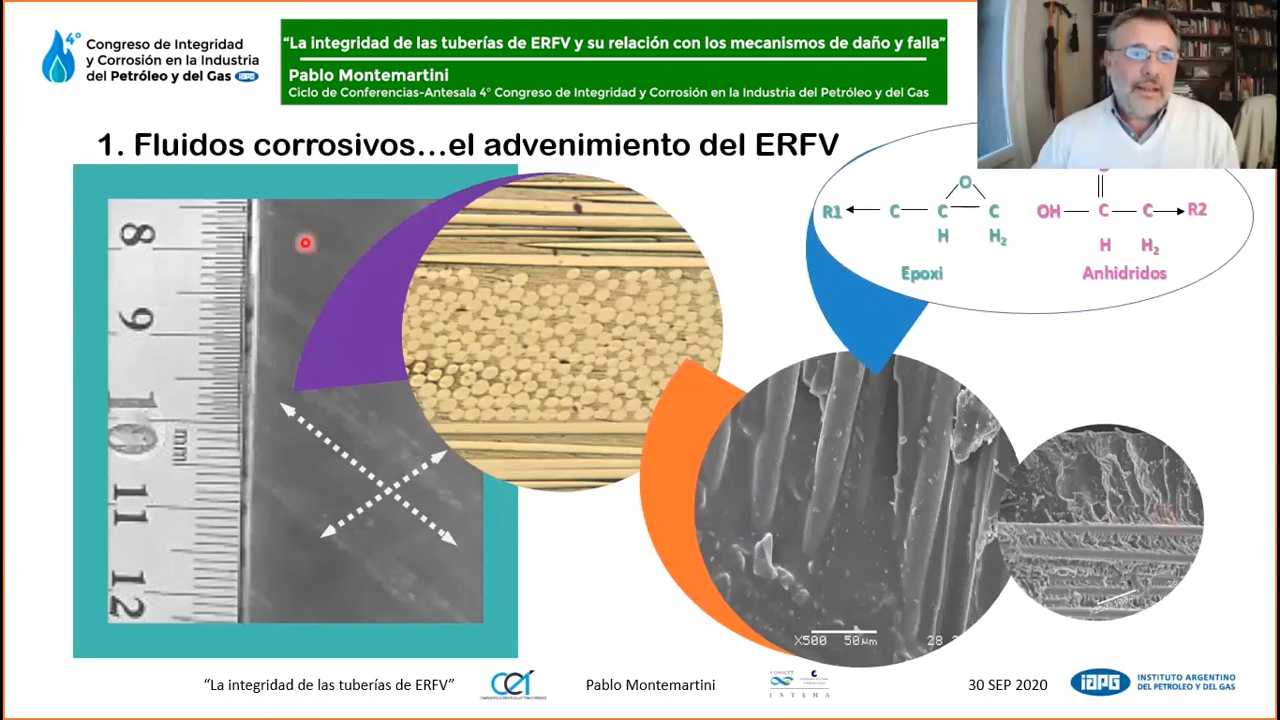 4°
Congreso de Integridad
y Corrosión en la Industria
del Petróleo y del Gas IAPG
“La integridad de las tuberías de ERFV y su relación con los mecanismos de daño y falla”
Pablo Montemartini
Ciclo de Conferencias-Antesala 4° Congreso de Integridad y Corrosión en la Industria del Petróleo y del Gas
1. Fluidos corrosivos...el advenimiento del ERFV
O
R1 C C C
H H₂
Epoxi
OH C C R2
H H₂
Anhidridos
8
9
10
mm
11
12
X500 50µm 28
“La integridad de las tuberías de ERFV”
Pablo Montemartini
CONICET
INTEMA
30 SEP 2020
IAPG
INSTITUTO ARGENTINO
DEL PETROLEO Y DEL GAS